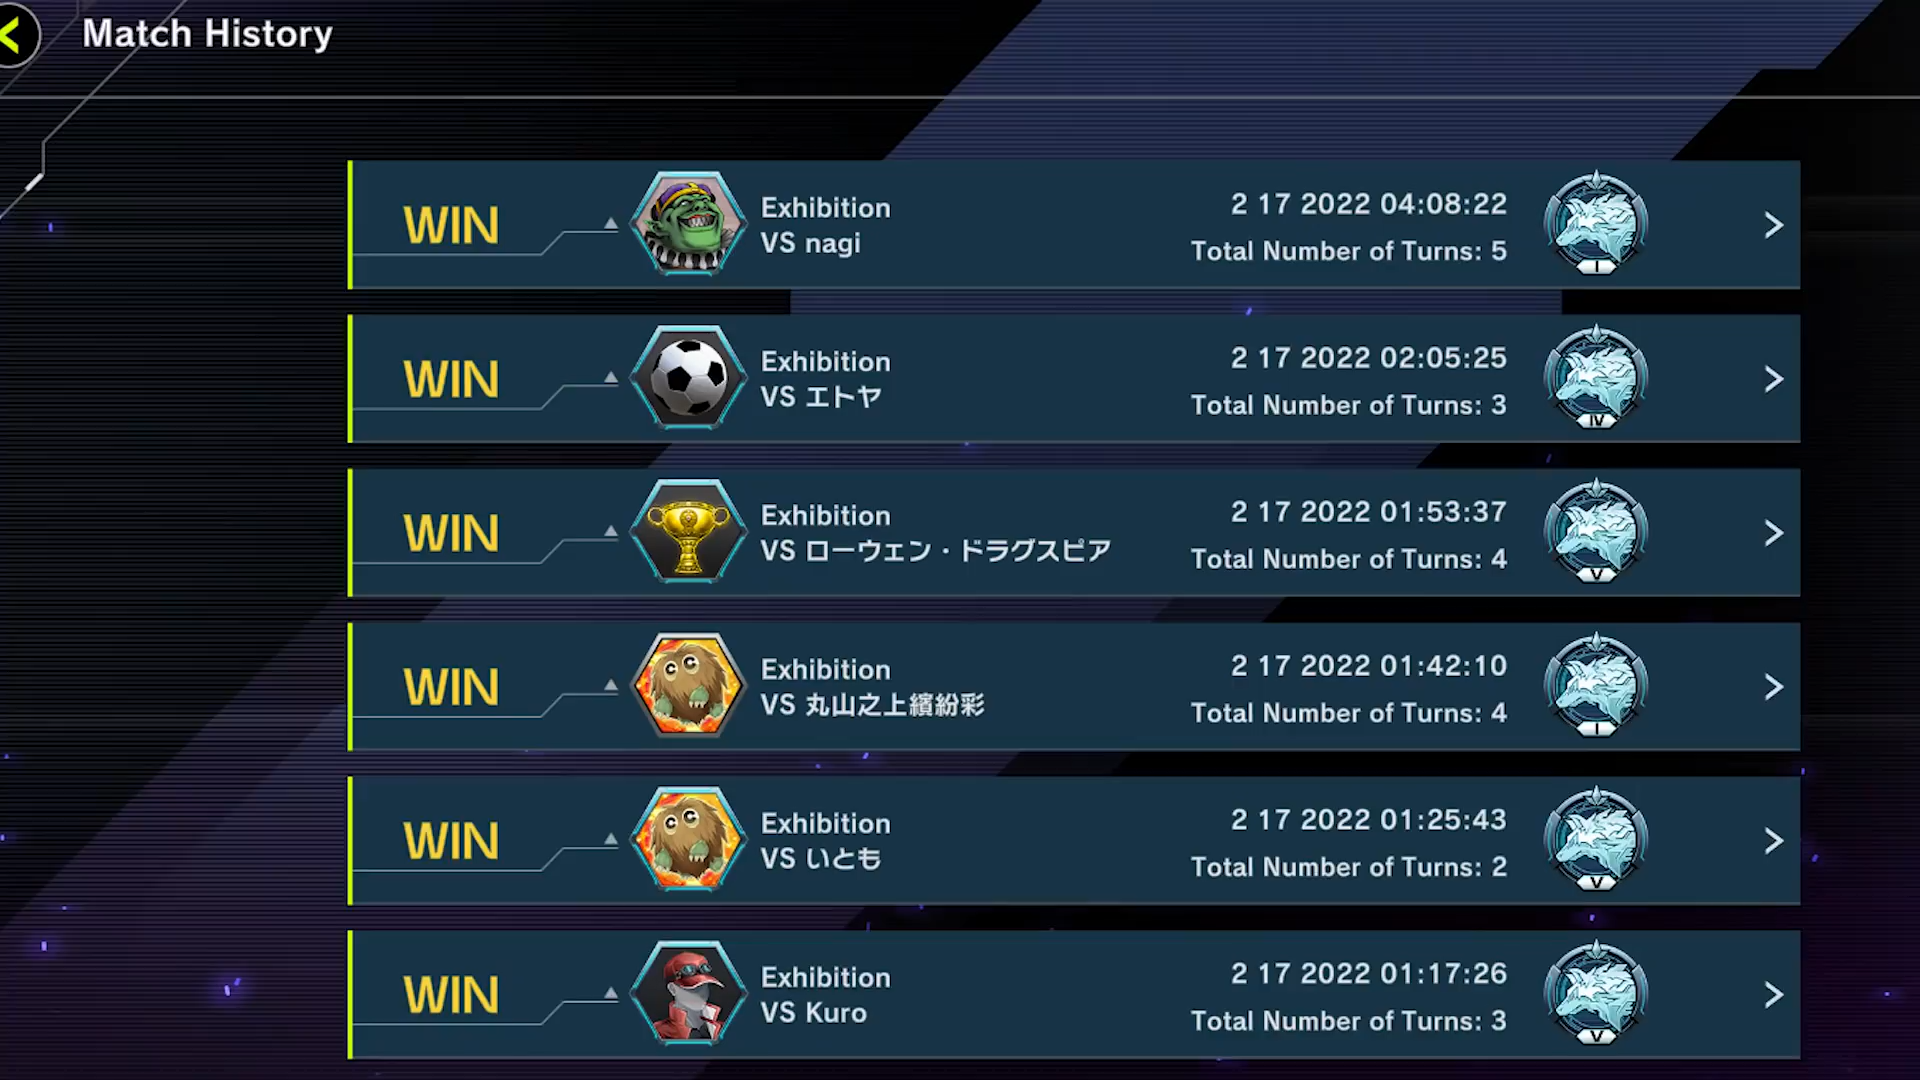 Match History
WIN
Exhibition
VS nagi
2 17 2022 04:08:22
Total Number of Turns: 5
I
WIN
Exhibition
VS エトヤ
2 17 2022 02:05:25
Total Number of Turns: 3
IV
WIN
Exhibition
VS ローウェン・ドラグスピア
2 17 2022 01:53:37
Total Number of Turns: 4
V
WIN
Exhibition
VS 丸山之上繽紛彩
2 17 2022 01:42:10
Total Number of Turns: 4
I
WIN
Exhibition
VS いとも
2 17 2022 01:25:43
Total Number of Turns: 2
V
WIN
Exhibition
VS Kuro
2 17 2022 01:17:26
Total Number of Turns: 3
V